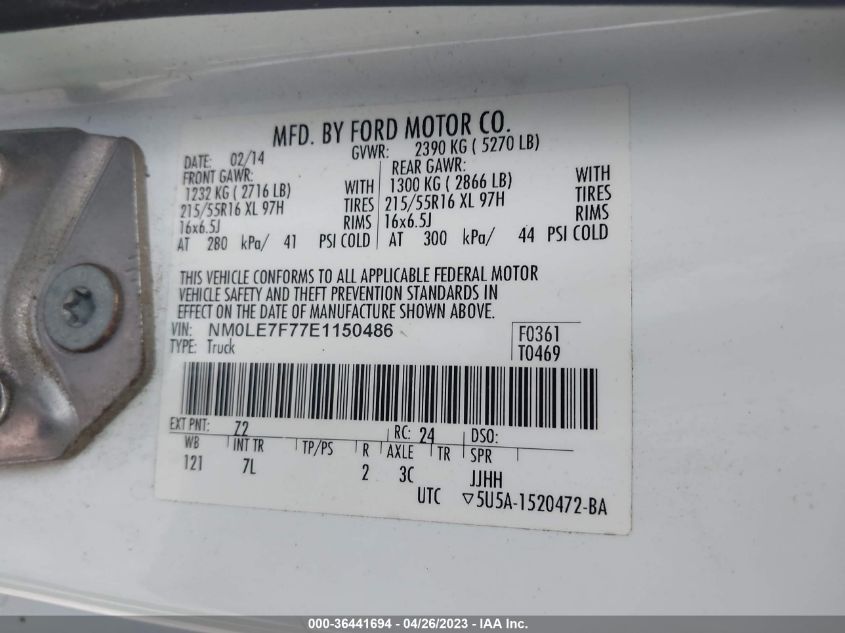 MFD. BY FORD MOTOR CO.
DATE: 02/14 GVWR: 2390 KG ( 5270 LB)
FRONT GAWR: REAR GAWR:
1232 KG ( 2716 LB) WITH 1300 KG ( 2866 LB) WITH
215/55R16 XL 97H TIRES 215/55R16 XL 97H TIRES
16x6.5J RIMS 16x6.5J RIMS
AT 280 kPa/ 41 PSI COLD AT 300 kPa/ 44 PSI COLD
THIS VEHICLE CONFORMS TO ALL APPLICABLE FEDERAL MOTOR
VEHICLE SAFETY AND THEFT PREVENTION STANDARDS IN
EFFECT ON THE DATE OF MANUFACTURE SHOWN ABOVE.
VIN: NM0LE7F77E1150486 F0361
TYPE: Truck T0469
EXT PNT: Z2 RC: 24 DSO:
WB INT TR TP/PS R AXLE TR SPR
121 7L 2 3C JJHH
UTC ▽5U5A-1520472-BA
000-36441694 - 04/26/2023 - IAA Inc.